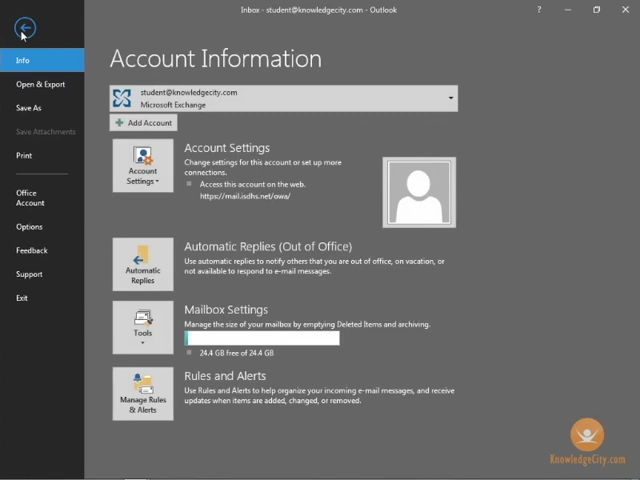 Inbox - student@knowledgecity.com - Outlook
?
Info
Open & Export
Save As
Save Attachments
Print
Office
Account
Options
Feedback
Support
Exit
Account Information
student@knowledgecity.com
Microsoft Exchange
Add Account
Account
Settings
Account Settings
Change settings for this account or set up more
connections.
Access this account on the web.
https://mail.isdhs.net/owa/
Automatic
Replies
Automatic Replies (Out of Office)
Use automatic replies to notify others that you are out of office, on vacation, or
not available to respond to e-mail messages.
Tools
Mailbox Settings
Manage the size of your mailbox by emptying Deleted Items and archiving.
24.4 GB free of 24.4 GB
Manage Rules
& Alerts
Rules and Alerts
Use Rules and Alerts to help organize your incoming e-mail messages, and receive
updates when items are added, changed, or removed.
KnowledgeCity.com